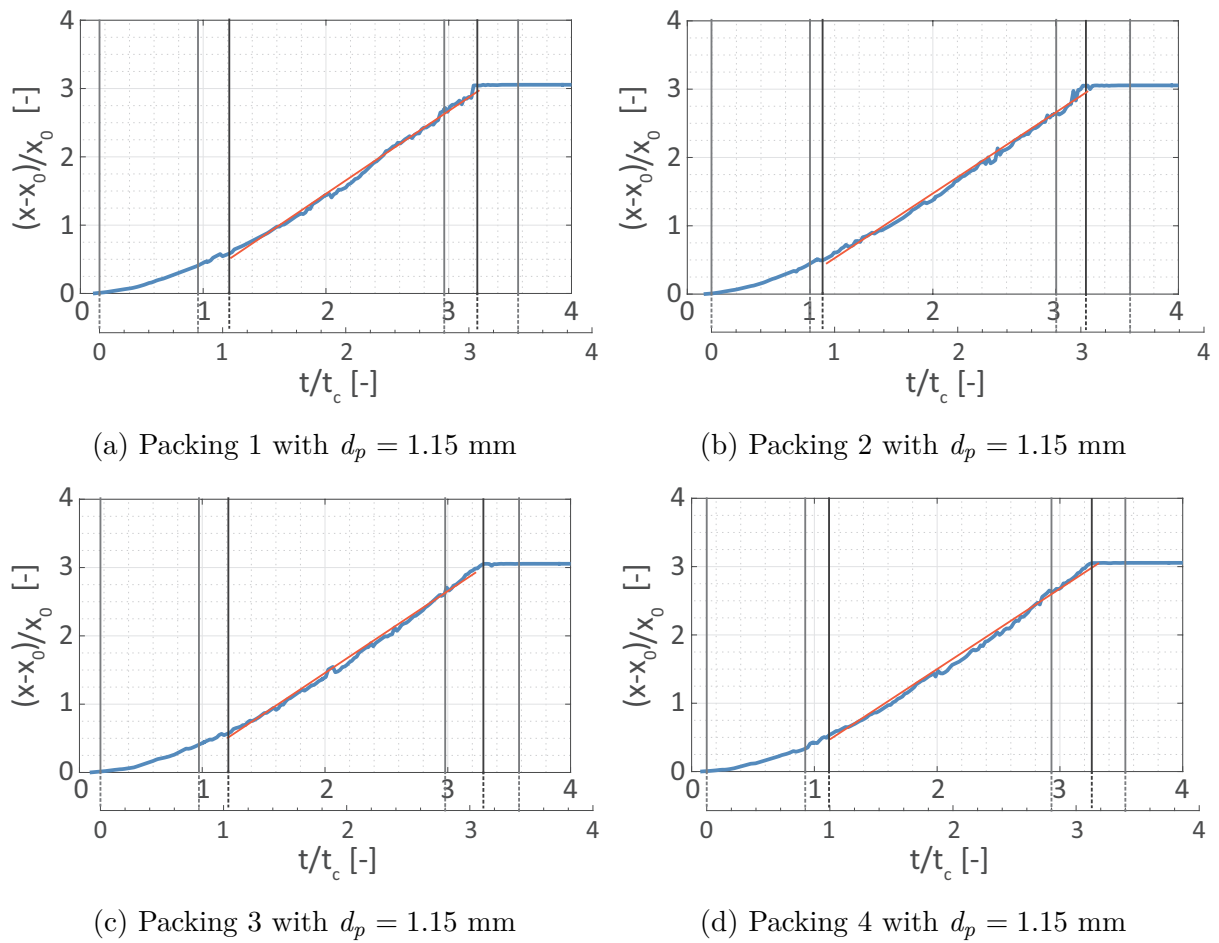 4
3
2
1
0
(x-x0)/x0 [-]
0 1 2 3 4
0 1 2 3 4
t/tc [-]
(a) Packing 1 with dp = 1.15 mm
4
3
2
1
0
(x-x0)/x0 [-]
0 1 2 3 4
0 1 2 3 4
t/tc [-]
(b) Packing 2 with dp = 1.15 mm
4
3
2
1
0
(x-x0)/x0 [-]
0 1 2 3 4
0 1 2 3 4
t/tc [-]
(c) Packing 3 with dp = 1.15 mm
4
3
2
1
0
(x-x0)/x0 [-]
0 1 2 3 4
0 1 2 3 4
t/tc [-]
(d) Packing 4 with dp = 1.15 mm